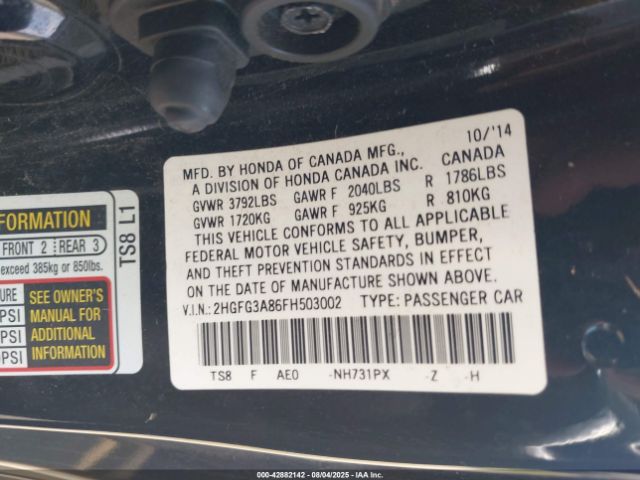 10/'14
MFD. BY HONDA OF CANADA MFG.,
A DIVISION OF HONDA CANADA INC. CANADA
GVWR 3792LBS GAWR F 2040LBS R 1786LBS
GVWR 1720KG GAWR F 925KG R 810KG
THIS VEHICLE CONFORMS TO ALL APPLICABLE
FEDERAL MOTOR VEHICLE SAFETY, BUMPER,
AND THEFT PREVENTION STANDARDS IN EFFECT
ON THE DATE OF MANUFACTURE SHOWN ABOVE.
V.I.N.: 2HGFG3A86FH503002 TYPE: PASSENGER CAR
TS8 F AE0 -NH731PX -Z -H
FORMATION
FRONT 2 REAR 3
exceed 385kg or 850lbs.
TS8 L1
SEE OWNER'S
MANUAL FOR
ADDITIONAL
INFORMATION
000-42882142 | 08/04/2025 | IAA Inc.